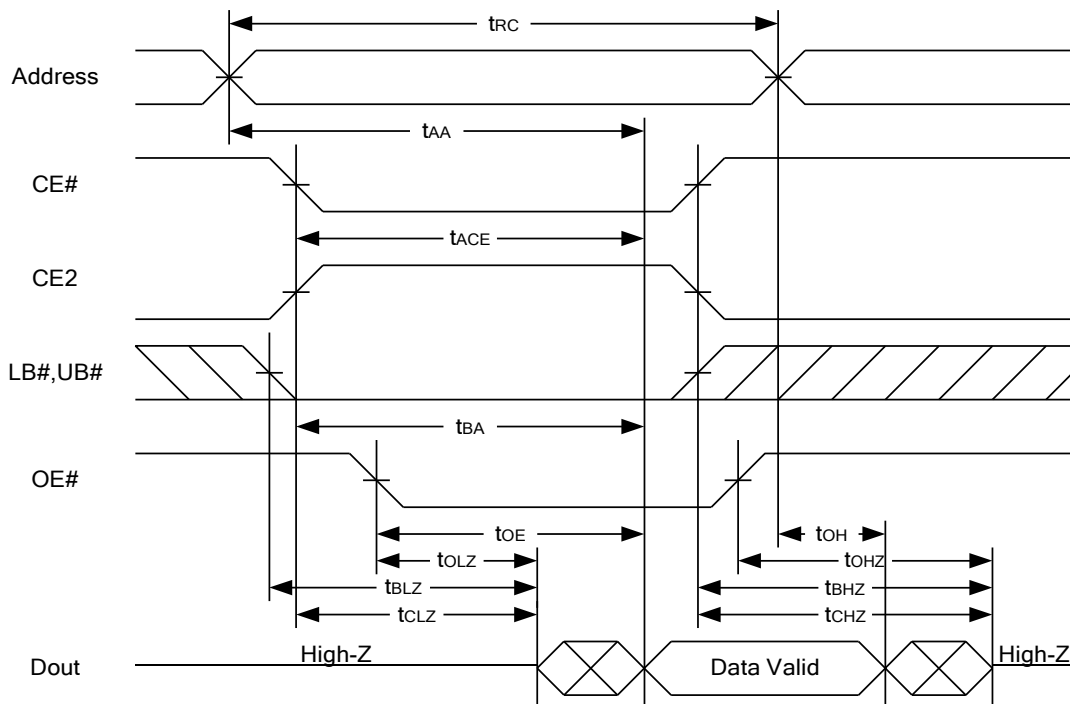 tRC
Address
tAA
CE#
tACE
CE2
LB#,UB#
tBA
OE#
tOE
tOH
tOLZ
tOHZ
tBLZ
tBHZ
tCLZ
tCHZ
Dout
High-Z
Data Valid
High-Z